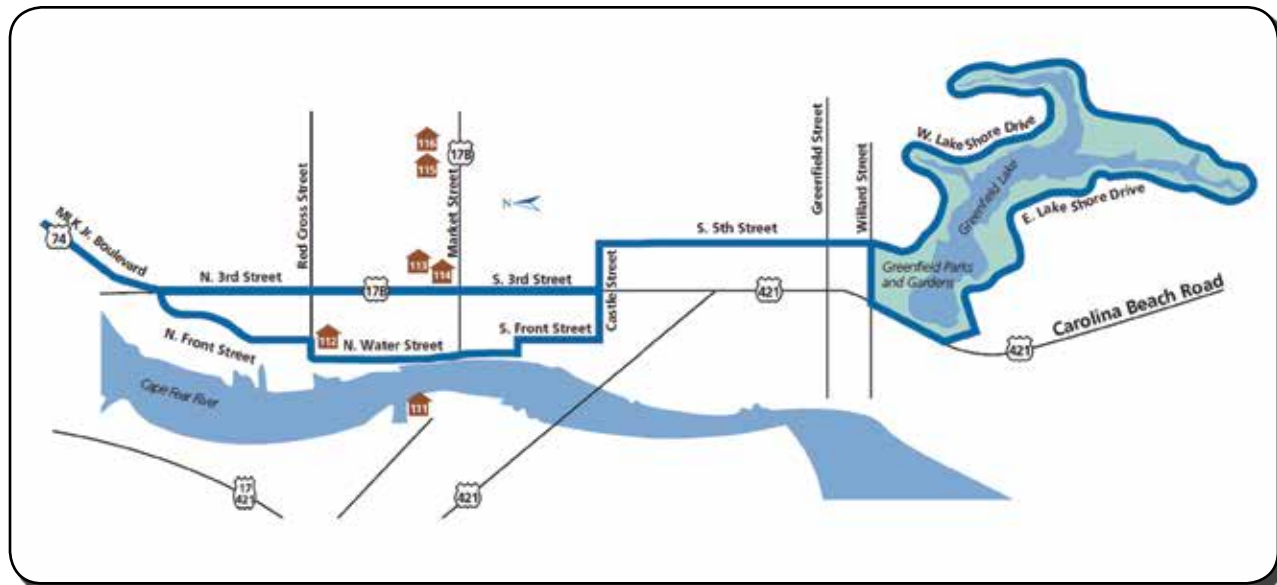 116
115
17B
Red Cross Street
Market Street
N
Greenfield Street
Willard Street
W. Lake Shore Drive
Greenfield Lake
E. Lake Shore Drive
MLK Jr. Boulevard
74
S. 5th Street
113
114
N. 3rd Street
17B
S. 3rd Street
Castle Street
421
Greenfield Parks
and Gardens
Carolina Beach Road
421
N. Front Street
112
N. Water Street
S. Front Street
Cape Fear River
111
17
421
421